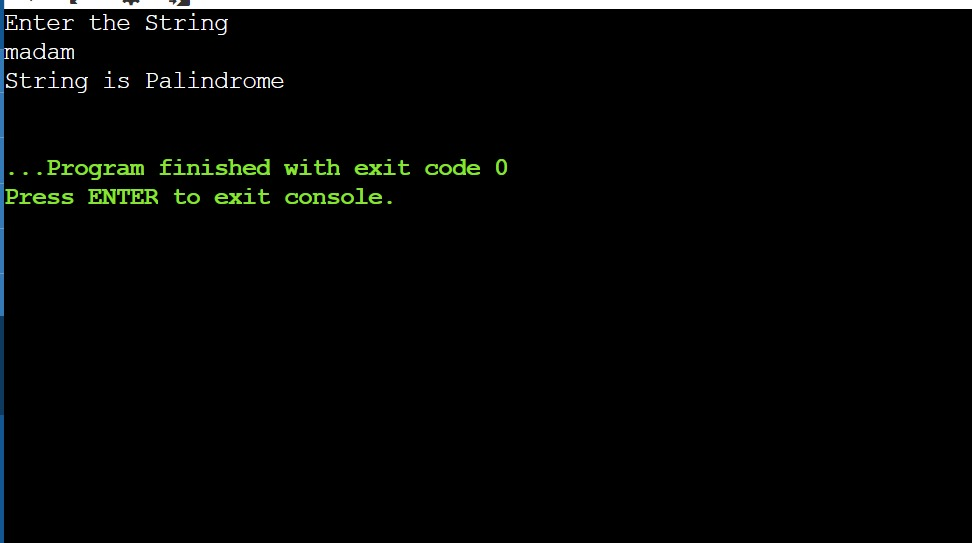 Enter the String
madam
String is Palindrome
...Program finished with exit code 0
Press ENTER to exit console.